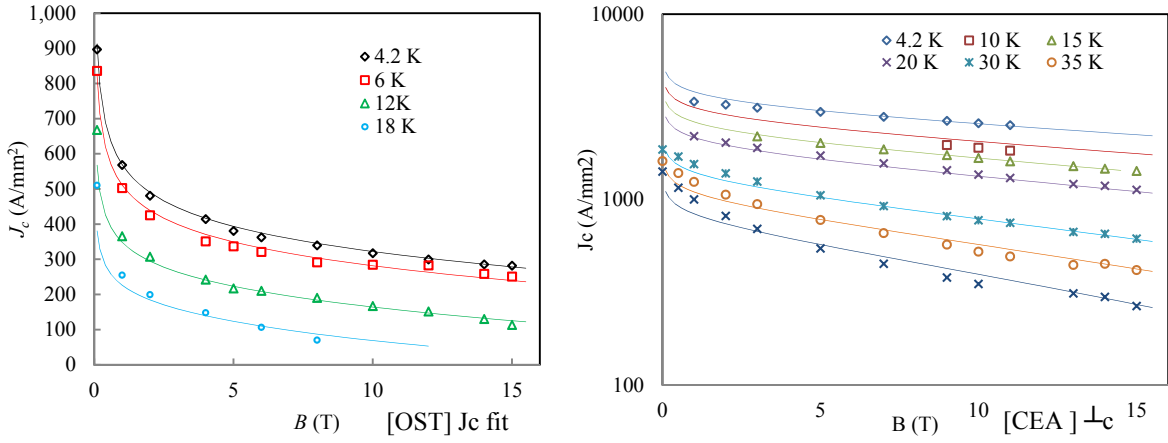 1,000
900
800
700
600
500
400
300
200
100
0
J_c (A/mm²)
4.2 K
6 K
12K
18 K
0
5
10
15
B (T)
[OST] Jc fit
10000
1000
100
Jc (A/mm2)
4.2 K
10 K
15 K
20 K
30 K
35 K
0
5
10
15
B (T)
[CEA ] ⊥c